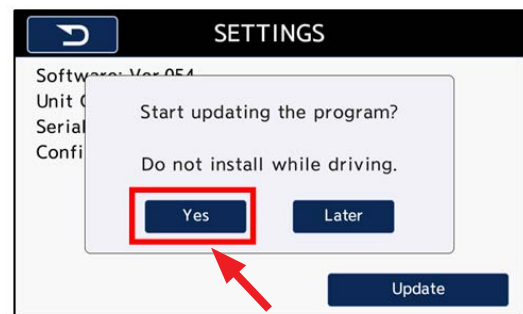 SETTINGS
Software: Ver 054
Unit
Serial
Confi
Start updating the program?
Do not install while driving.
Yes
Later
Update